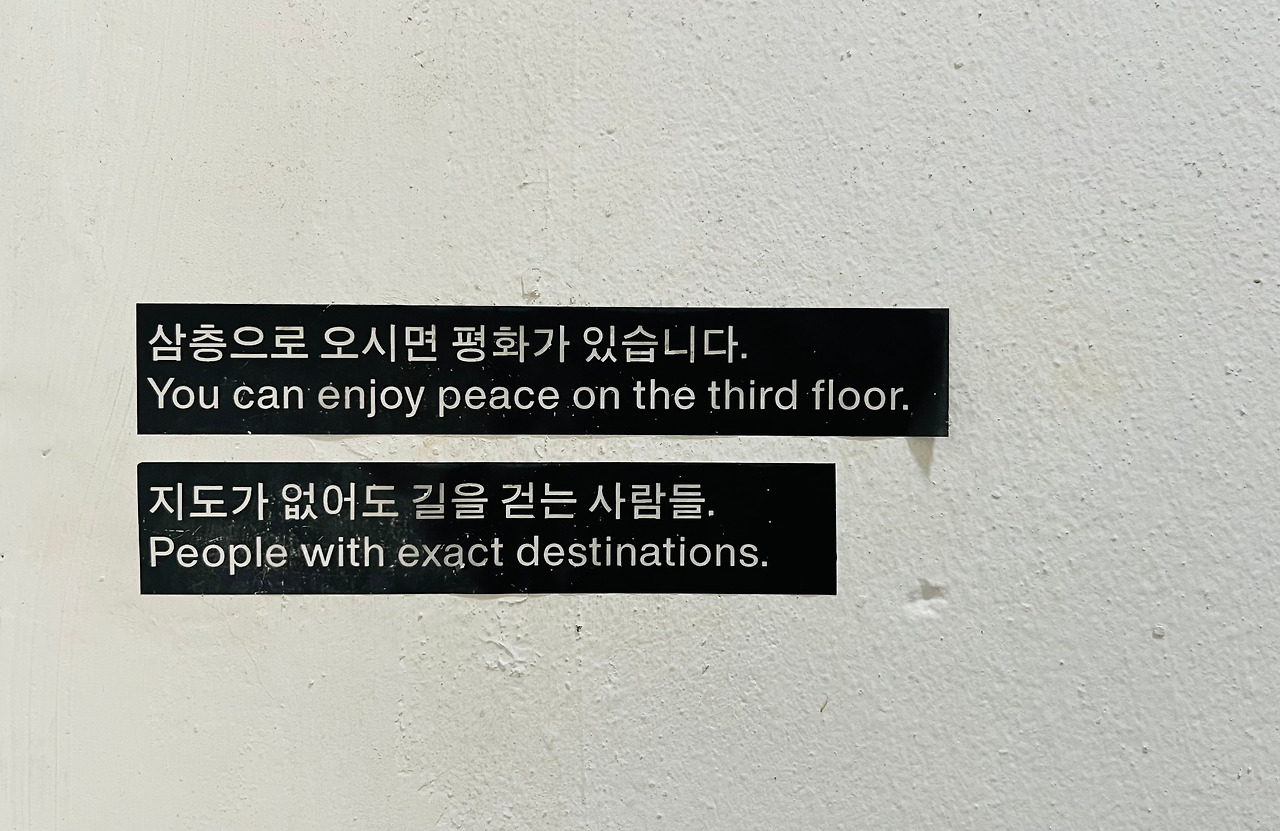 삼층으로 오시면 평화가 있습니다.
You can enjoy peace on the third floor.
지도가 없어도 길을 걷는 사람들.
People with exact destinations.